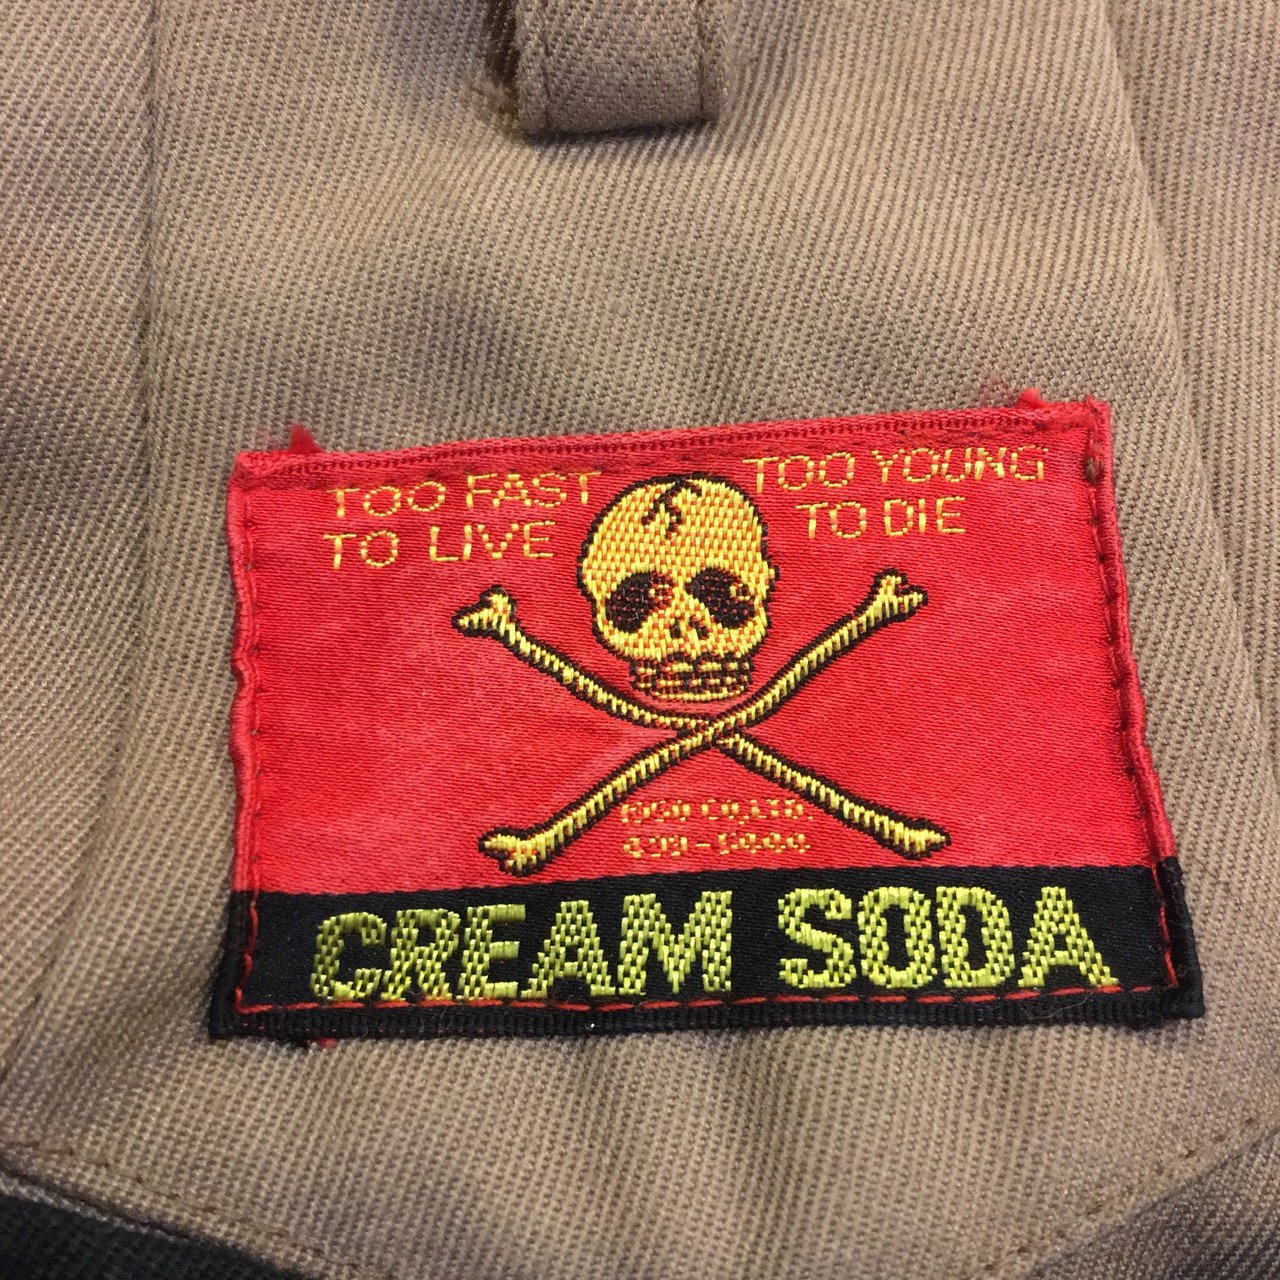 TOO FAST
TO LIVE
TOO YOUNG
TO DIE
CREAM SODA